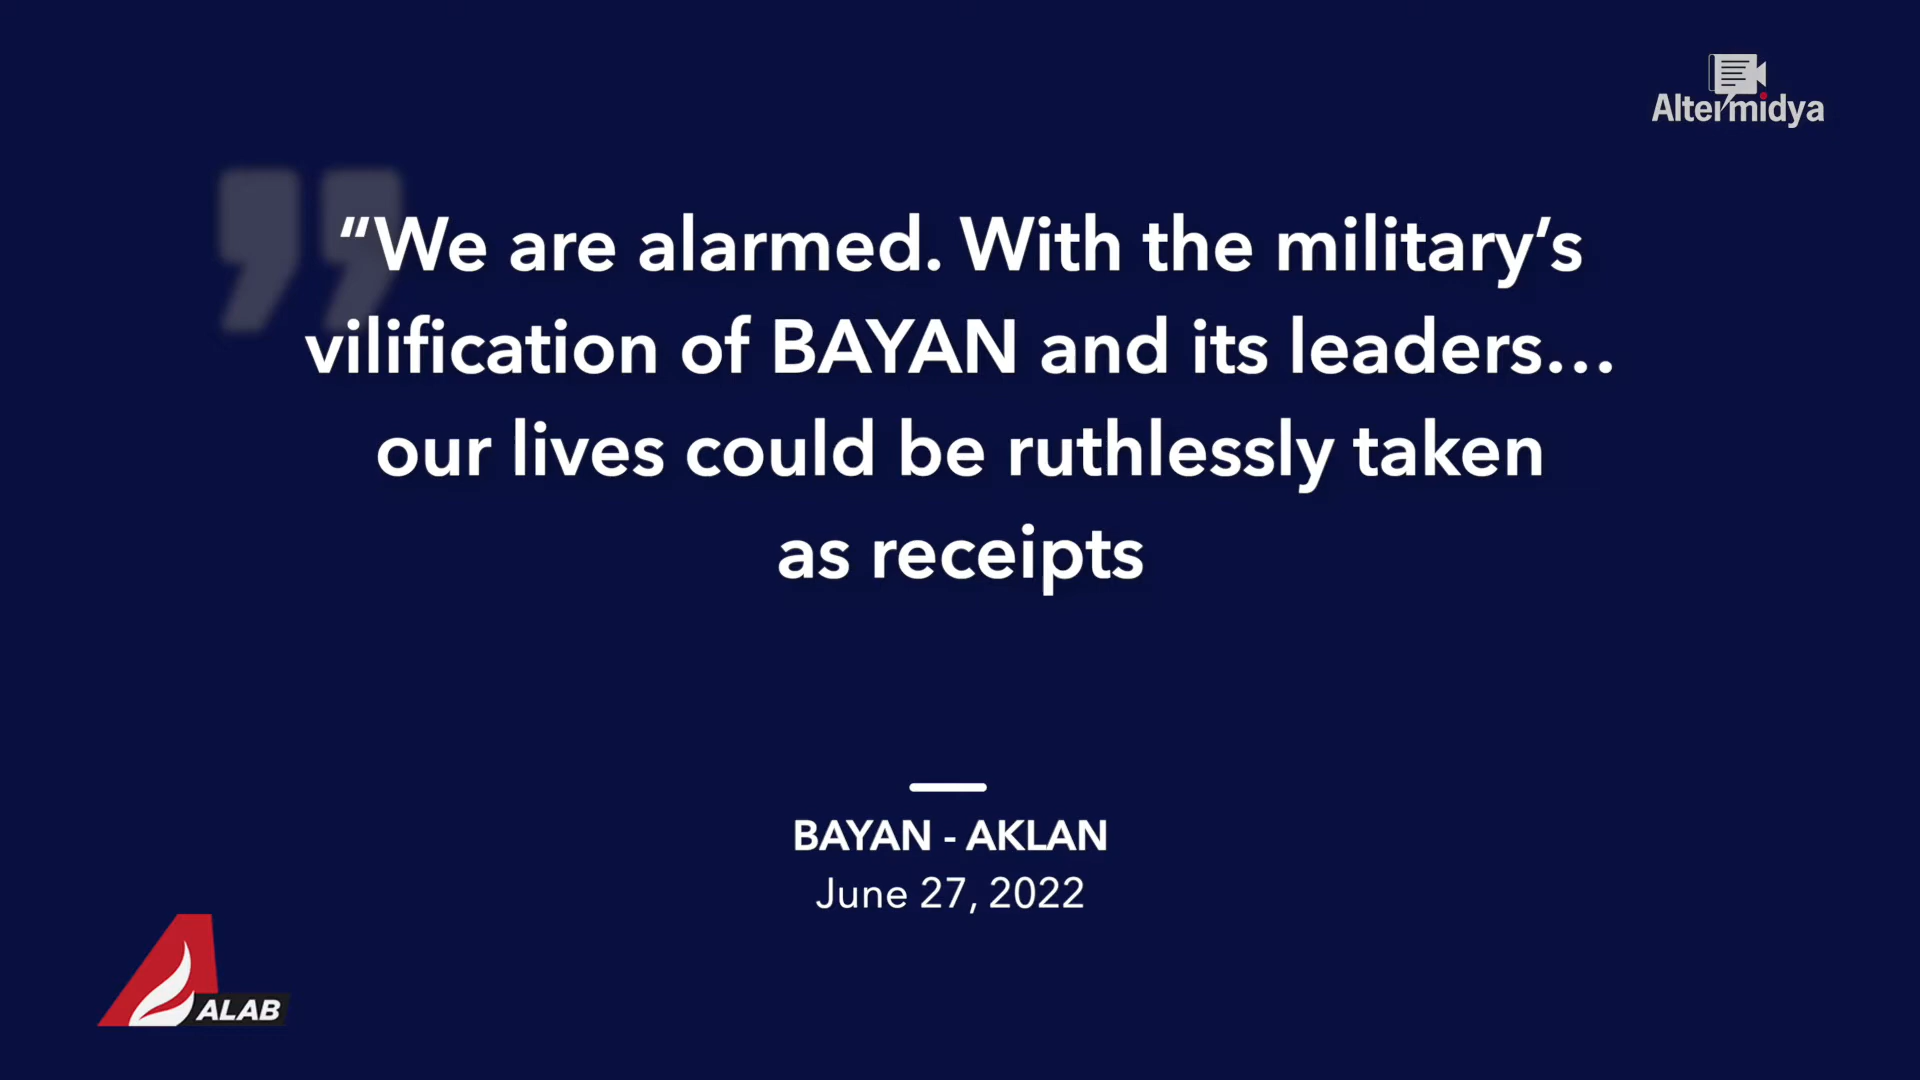 Altermidya
“We are alarmed. With the military’s
vilification of BAYAN and its leaders…
our lives could be ruthlessly taken
as receipts
BAYAN - AKLAN
June 27, 2022
ALAB